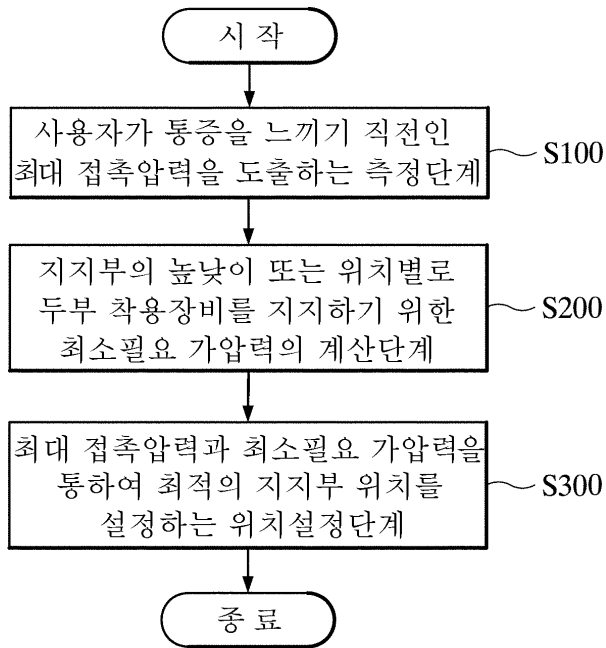 시 작
사용자가 통증을 느끼기 직전인
최대 접촉압력을 도출하는 측정단계
S100
지지부의 높낮이 또는 위치별로
두부 착용장비를 지지하기 위한
최소필요 가압력의 계산단계
S200
최대 접촉압력과 최소필요 가압력을
통하여 최적의 지지부 위치를
설정하는 위치설정단계
S300
종 료